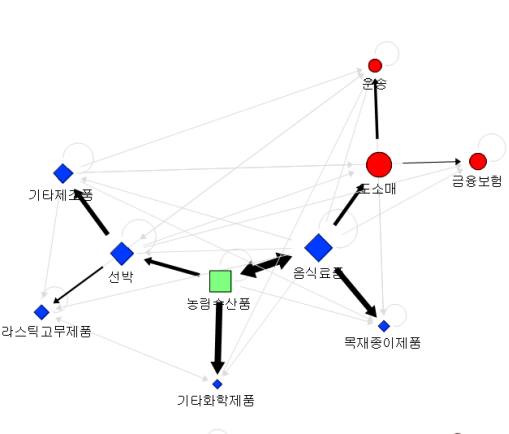 운송
도소매
금융보험
기타제조품
선박
음식료품
농림수산품
라스틱고무제품
목재종이제품
기타화학제품